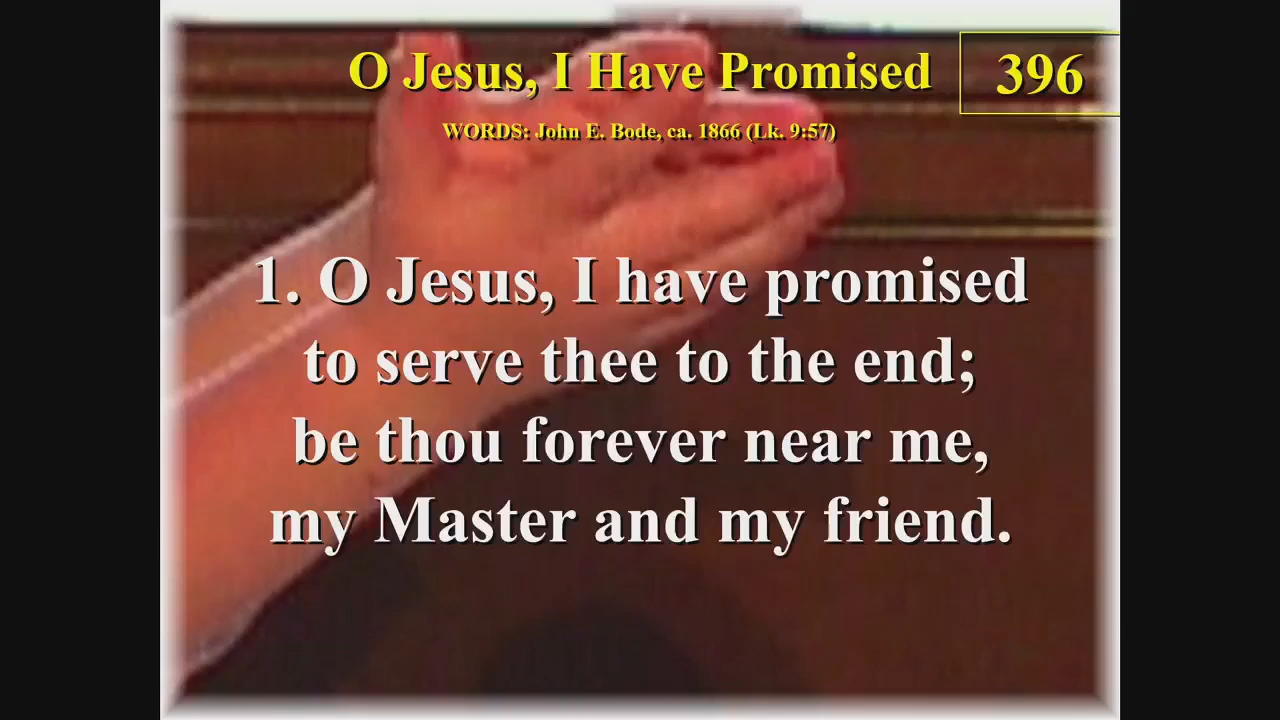 O Jesus, I Have Promised
396
WORDS: John E. Bode, ca. 1866 (Lk. 9:57)
1. O Jesus, I have promised
to serve thee to the end;
be thou forever near me,
my Master and my friend.